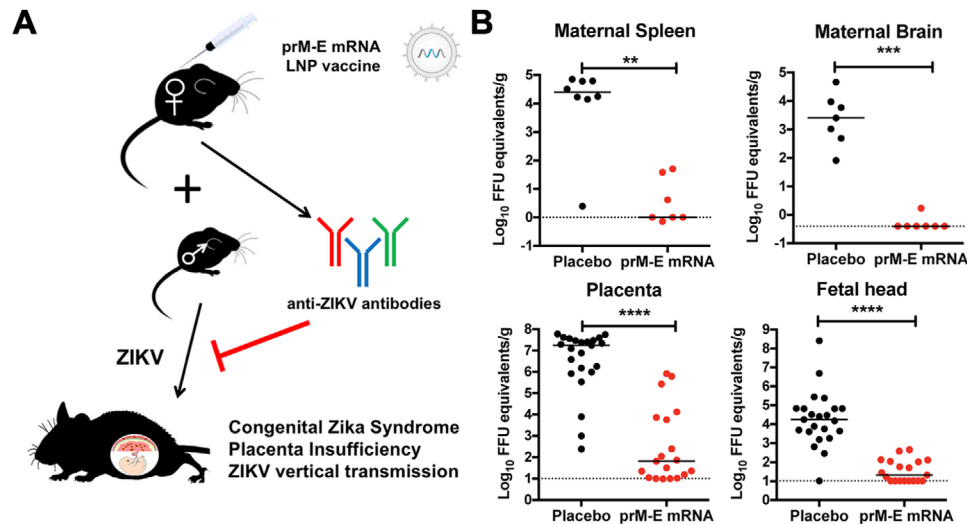 A
prM-E mRNA
LNP vaccine
♀
+
♂
anti-ZIKV antibodies
ZIKV
Congenital Zika Syndrome
Placenta Insufficiency
ZIKV vertical transmission
B
Maternal Spleen
**
Log10 FFU equivalents/g
5
4
3
2
1
0
-1
Placebo prM-E mRNA
Maternal Brain
***
Log10 FFU equivalents/g
5
4
3
2
1
0
-1
Placebo prM-E mRNA
Placenta
****
Log10 FFU equivalents/g
8
7
6
5
4
3
2
1
0
Placebo prM-E mRNA
Fetal head
****
Log10 FFU equivalents/g
9
8
7
6
5
4
3
2
1
0
Placebo prM-E mRNA